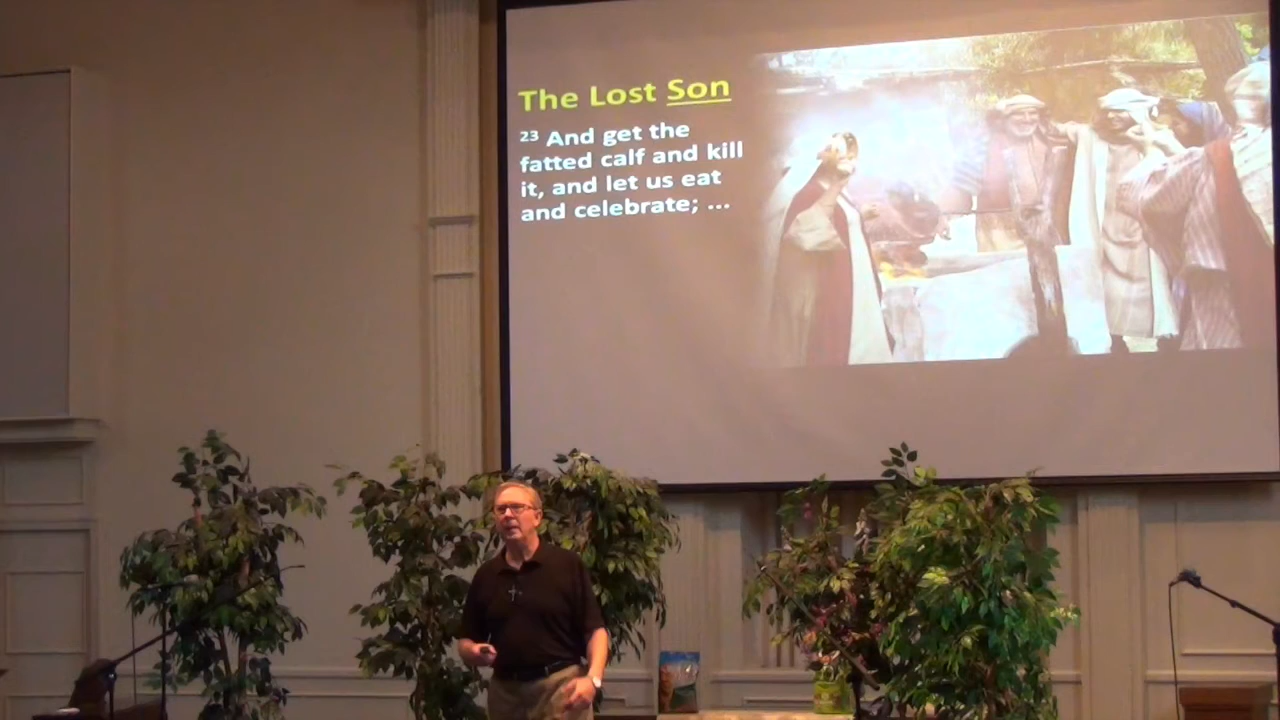 The Lost Son
23 And get the
fatted calf and kill
it, and let us eat
and celebrate; ...